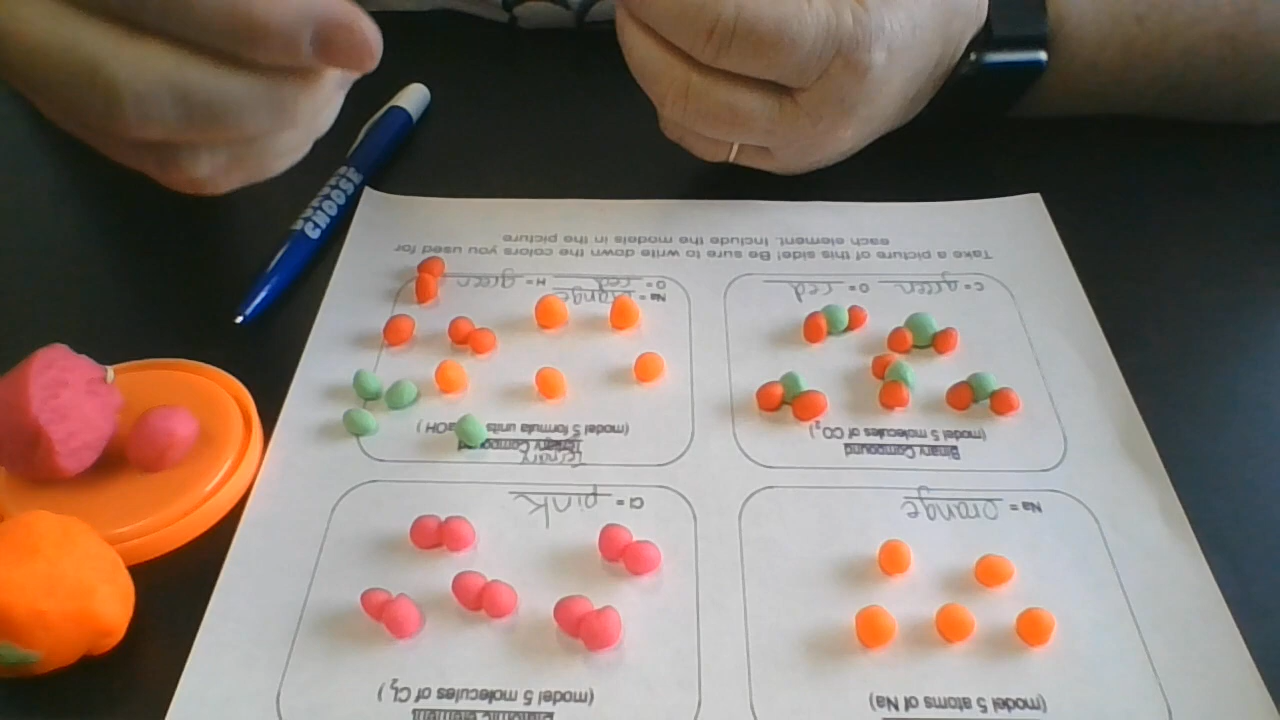 (model 5 atoms of Na)
Na = orange
(model 5 molecules of Cl₂)
Cl = pink
Binary Compound
(model 5 molecules of CO₂)
C= green O= red
Ternary
(model 5 formula units aOH)
Na = orange
O= red H= green
Take a picture of this side! Be sure to write down the colors you used for
each element. Include the models in the picture
CHOOSE